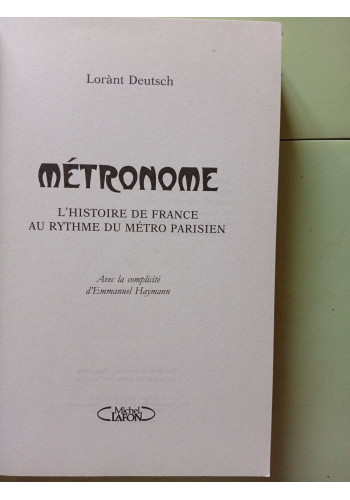 Lorànt Deutsch
MÉTRONOME
L'HISTOIRE DE FRANCE
AU RYTHME DU MÉTRO PARISIEN
Avec la complicité
d'Emmanuel Haymann
Michel
LAFON